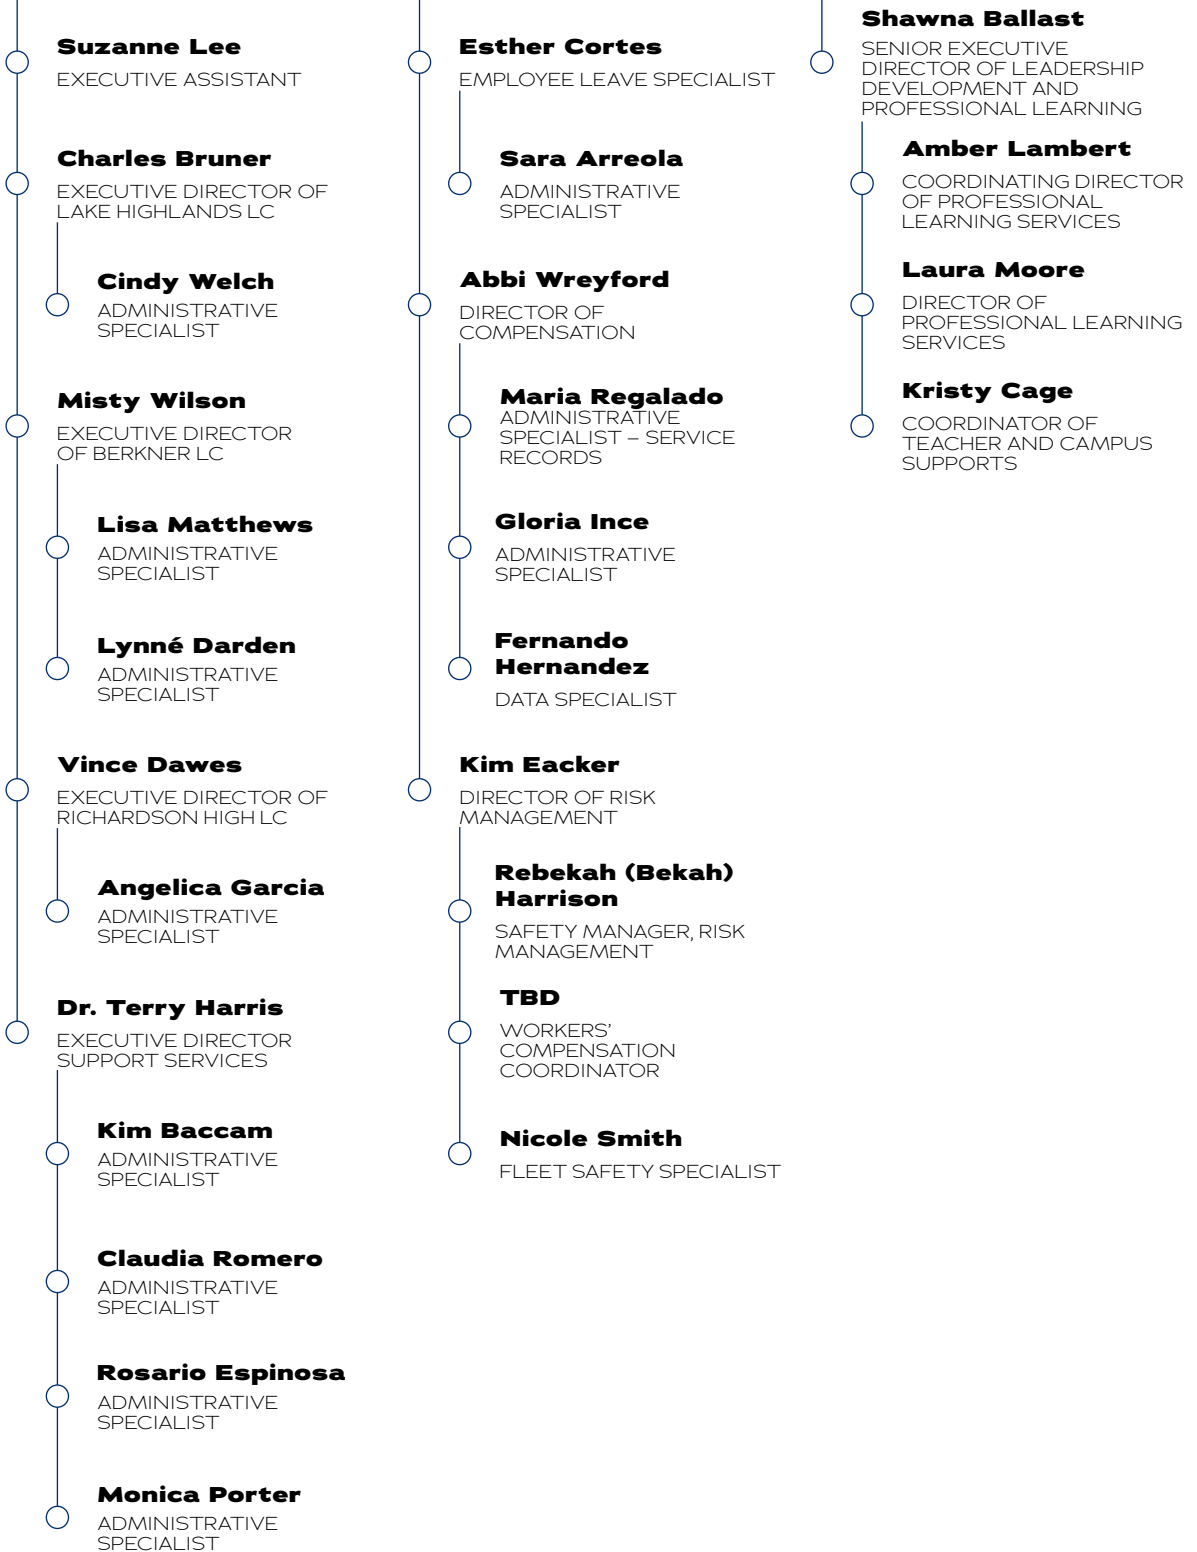 Suzanne Lee
EXECUTIVE ASSISTANT
Charles Bruner
EXECUTIVE DIRECTOR OF
LAKE HIGHLANDS LC
Cindy Welch
ADMINISTRATIVE
SPECIALIST
Misty Wilson
EXECUTIVE DIRECTOR
OF BERKNER LC
Lisa Matthews
ADMINISTRATIVE
SPECIALIST
Lynné Darden
ADMINISTRATIVE
SPECIALIST
Vince Dawes
EXECUTIVE DIRECTOR OF
RICHARDSON HIGH LC
Angelica Garcia
ADMINISTRATIVE
SPECIALIST
Dr. Terry Harris
EXECUTIVE DIRECTOR
SUPPORT SERVICES
Kim Baccam
ADMINISTRATIVE
SPECIALIST
Claudia Romero
ADMINISTRATIVE
SPECIALIST
Rosario Espinosa
ADMINISTRATIVE
SPECIALIST
Monica Porter
ADMINISTRATIVE
SPECIALIST
Esther Cortes
EMPLOYEE LEAVE SPECIALIST
Sara Arreola
ADMINISTRATIVE
SPECIALIST
Abbi Wreyford
DIRECTOR OF
COMPENSATION
Maria Regalado
ADMINISTRATIVE
SPECIALIST – SERVICE
RECORDS
Gloria Ince
ADMINISTRATIVE
SPECIALIST
Fernando
Hernandez
DATA SPECIALIST
Kim Eacker
DIRECTOR OF RISK
MANAGEMENT
Rebekah (Bekah)
Harrison
SAFETY MANAGER, RISK
MANAGEMENT
TBD
WORKERS’
COMPENSATION
COORDINATOR
Nicole Smith
FLEET SAFETY SPECIALIST
Shawna Ballast
SENIOR EXECUTIVE
DIRECTOR OF LEADERSHIP
DEVELOPMENT AND
PROFESSIONAL LEARNING
Amber Lambert
COORDINATING DIRECTOR
OF PROFESSIONAL
LEARNING SERVICES
Laura Moore
DIRECTOR OF
PROFESSIONAL LEARNING
SERVICES
Kristy Cage
COORDINATOR OF
TEACHER AND CAMPUS
SUPPORTS